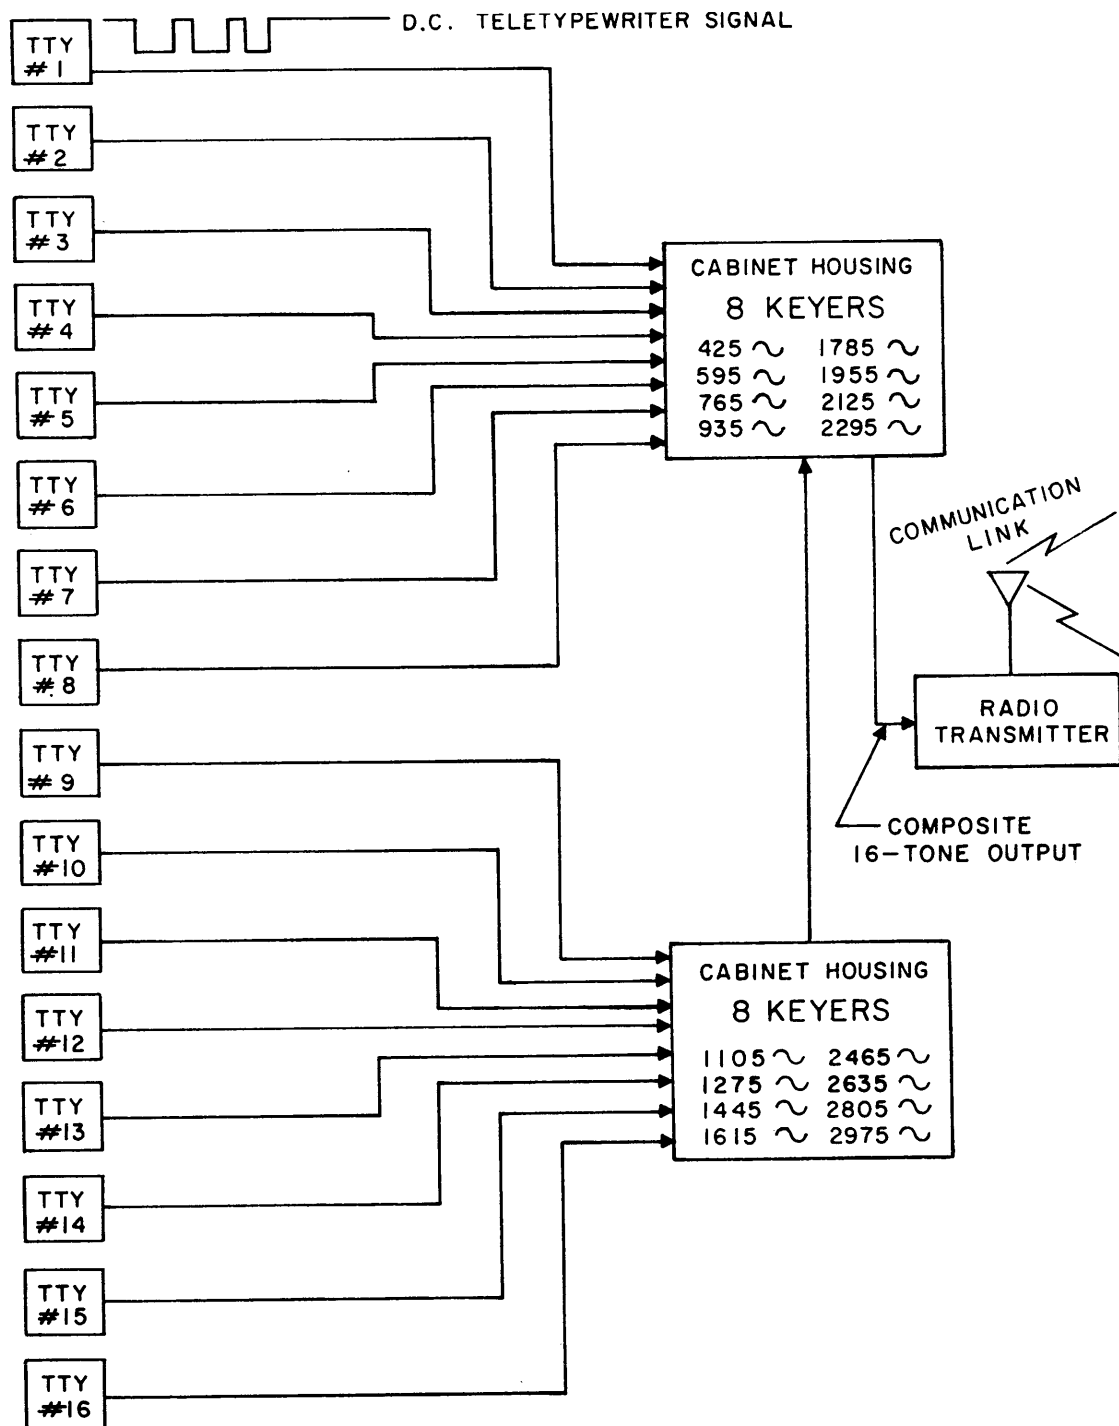 D.C. TELETYPEWRITER SIGNAL
TTY
#1
TTY
#2
TTY
#3
TTY
#4
TTY
#5
TTY
#6
TTY
#7
TTY
#8
TTY
#9
TTY
#10
TTY
#11
TTY
#12
TTY
#13
TTY
#14
TTY
#15
TTY
#16
CABINET HOUSING
8 KEYERS
425 ~ 1785 ~
595 ~ 1955 ~
765 ~ 2125 ~
935 ~ 2295 ~
COMMUNICATION
LINK
RADIO
TRANSMITTER
COMPOSITE
16-TONE OUTPUT
CABINET HOUSING
8 KEYERS
1105 ~ 2465 ~
1275 ~ 2635 ~
1445 ~ 2805 ~
1615 ~ 2975 ~